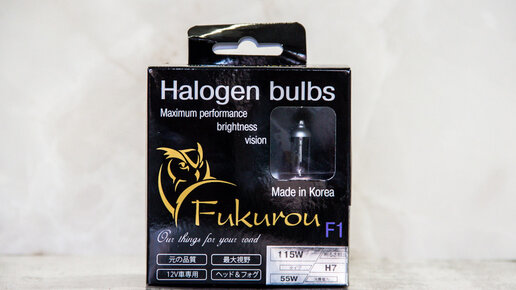 Halogen bulbs
Maximum performance
brightness
vision
Made in Korea
Fukurou F1
Our things for your road
元の品質 最大視野
12V車専用 ヘッド&フォグ
115W
H7
55W